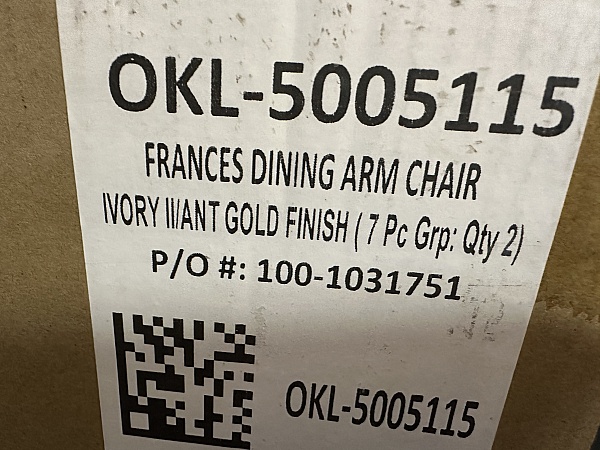 OKL-5005115
FRANCES DINING ARM CHAIR
IVORY II/ANT GOLD FINISH ( 7 Pc Grp: Qty 2)
P/O #: 100-1031751
OKL-5005115